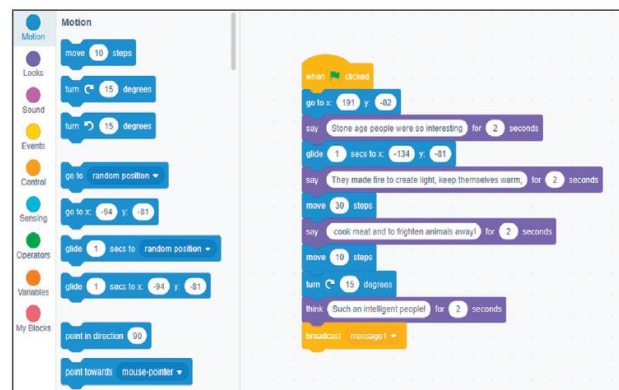 Motion
Looks
Sound
Events
Control
Sensing
Operators
Variables
My Blocks
Motion
move 10 steps
turn 15 degrees
turn 15 degrees
go to random position
go to x: -94 y: -81
glide 1 secs to random position
glide 1 secs to x: -94 y: -81
point in direction 90
point towards mouse-pointer
when clicked
go to x: 191 y: -82
say Stone age people were so interesting for 2 seconds
glide 1 secs to x: -134 y: -81
say They made fire to create light, keep themselves warm, for 2 seconds
move 30 steps
say cook meat and to frighten animals away! for 2 seconds
move 10 steps
turn 15 degrees
think Such an intelligent people! for 2 seconds
broadcast message1